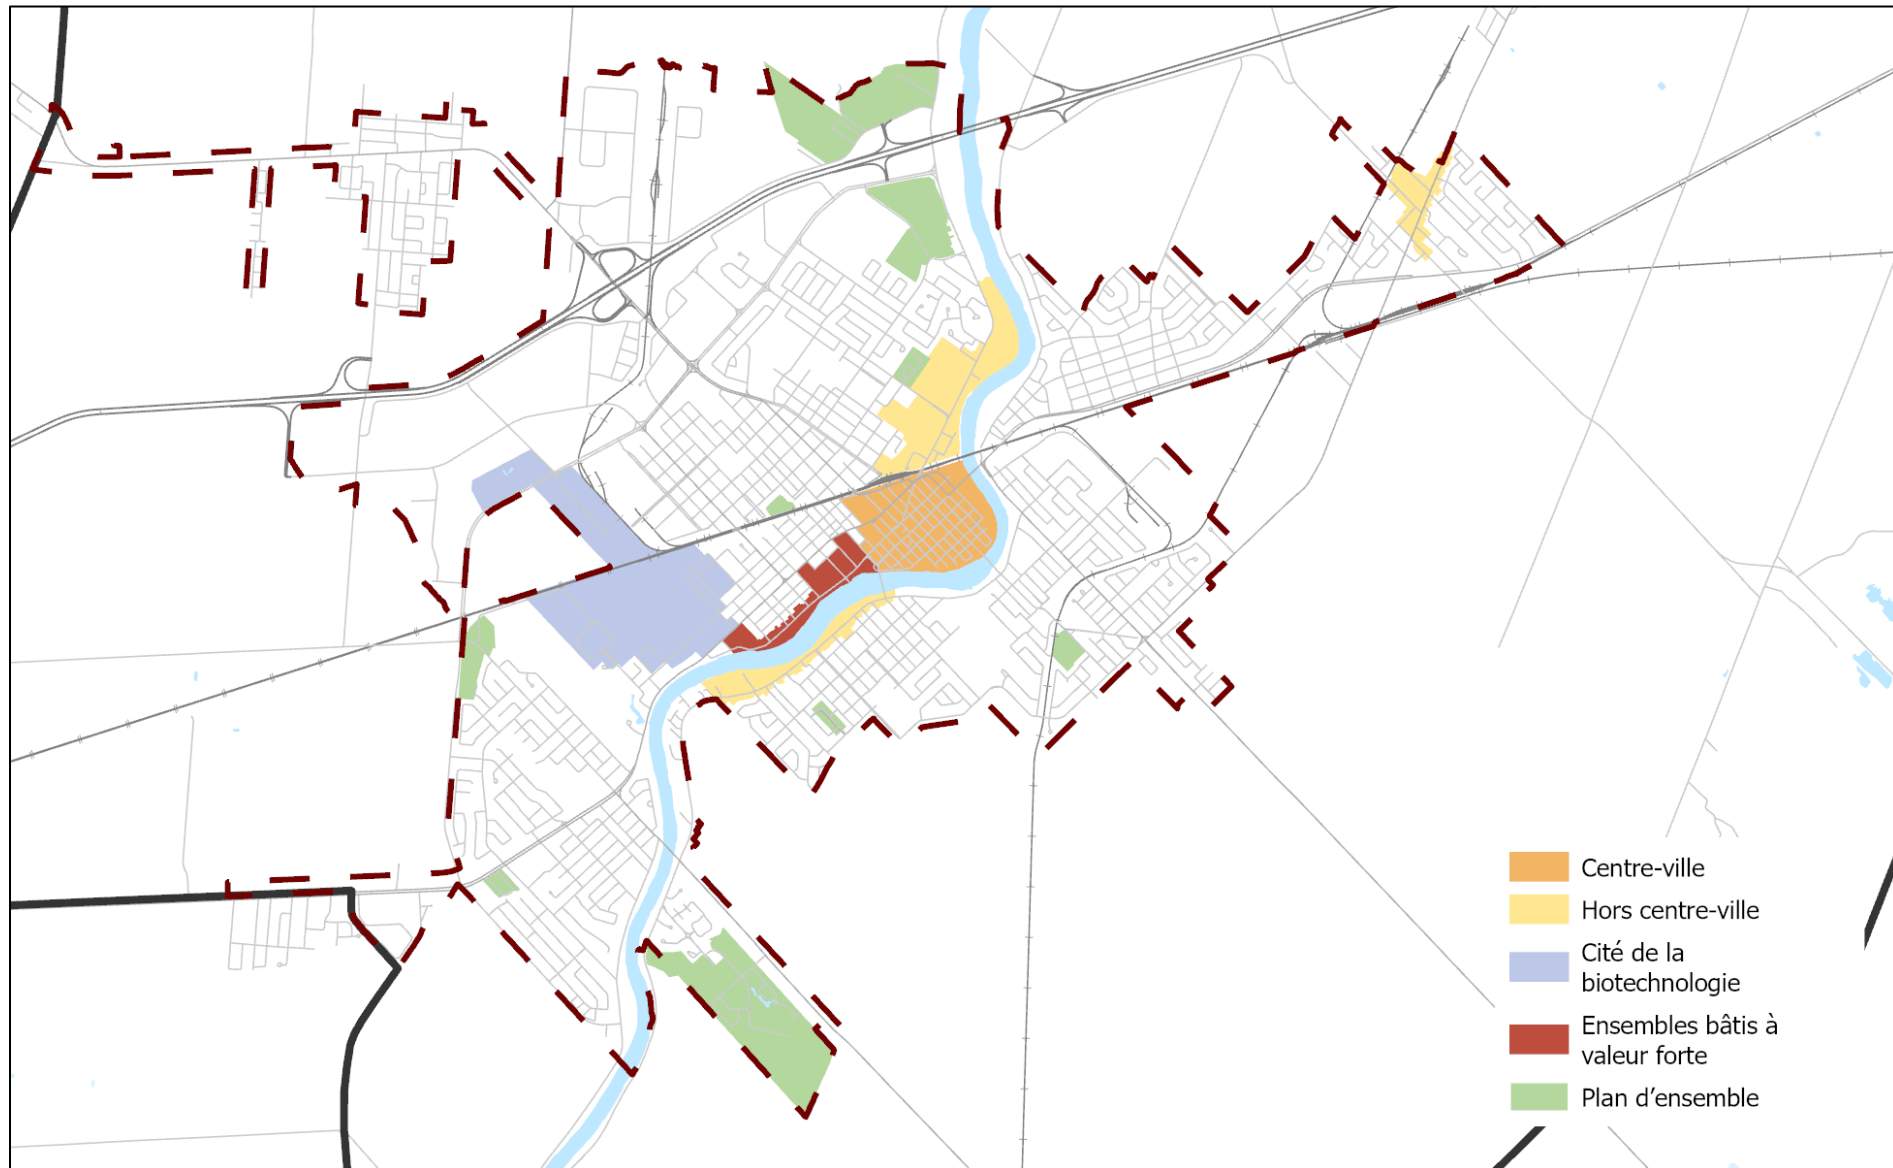 Centre-ville
Hors centre-ville
Cité de la
biotechnologie
Ensembles bâtis à
valeur forte
Plan d’ensemble